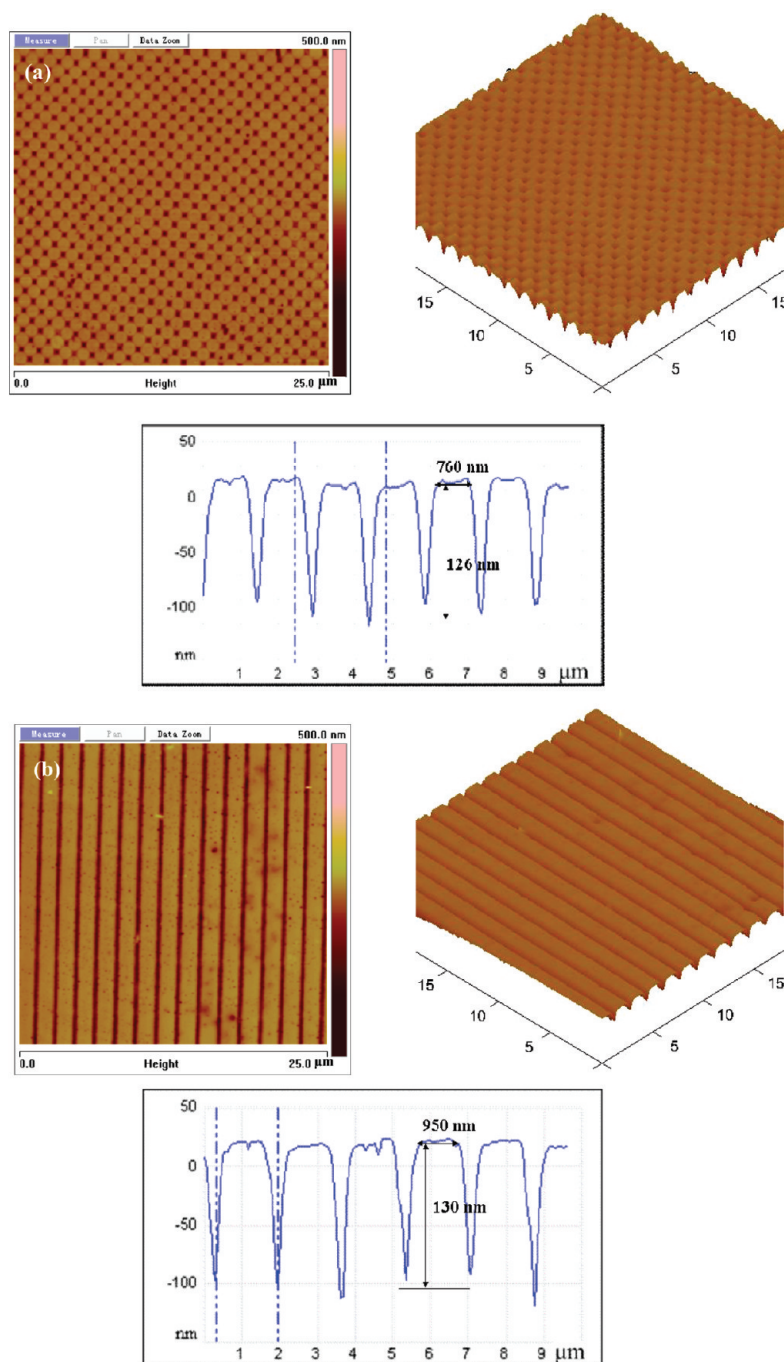 Measure Pan Data Zoom 500.0 nm
(a)
0.0 Height 25.0 μm
15 10 5 5 10 15
50
0
-50
-100
nm
760 nm
126 nm
1 2 3 4 5 6 7 8 9 μm
Measure Pan Data Zoom 500.0 nm
(b)
0.0 Height 25.0 μm
15 10 5 5 10 15
50
0
-50
-100
nm
950 nm
130 nm
1 2 3 4 5 6 7 8 9 μm